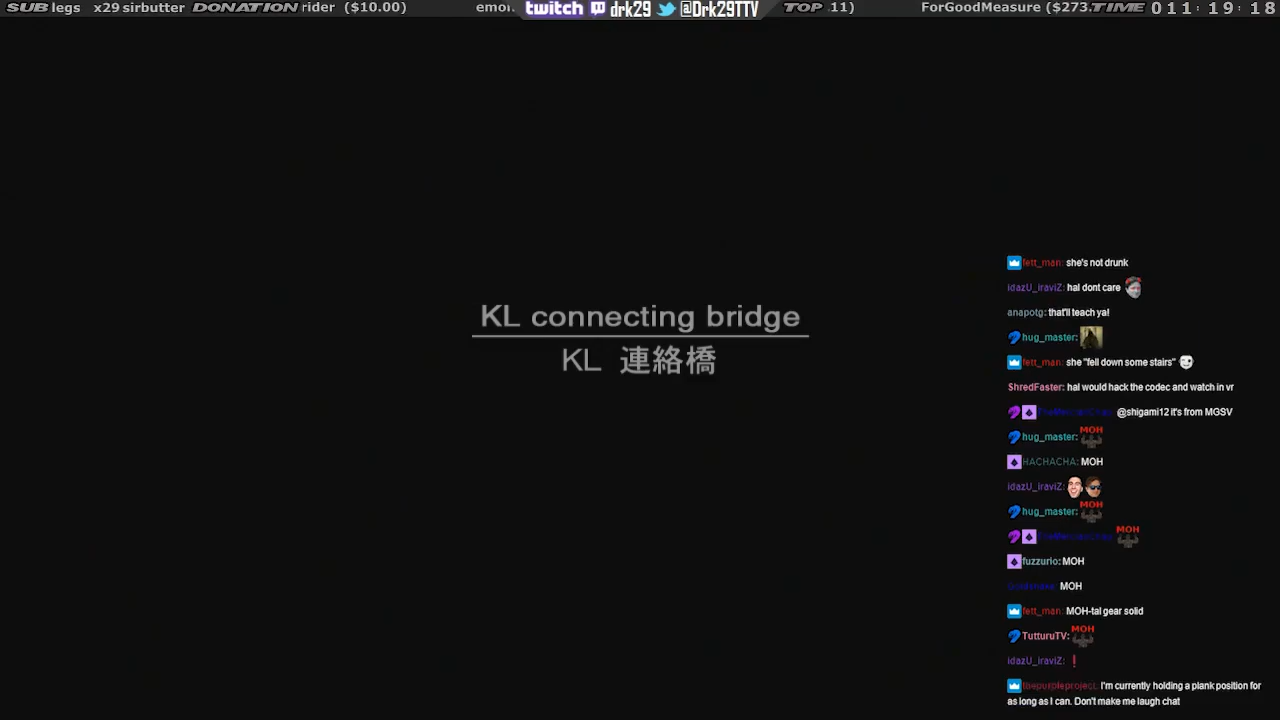 SUB legs x29 sirbutter DONATION rider ($10.00) emo. twitch drk29 @Drk29TTV TOP 11) ForGoodMeasure ($273. TIME 011:19:18
KL connecting bridge
KL 連絡橋
fett_man: she's not drunk
idazU_iraviZ: hal dont care
anapotg: that'll teach ya!
hug_master:
fett_man: she "fell down some stairs"
ShredFaster: hal would hack the codec and watch in vr
@shigami12 it's from MGSV
hug_master: MOH
HACHACHA: MOH
idazU_iraviZ:
hug_master: MOH
MOH
fuzzurio: MOH
MOH
fett_man: MOH-tal gear solid
TutturuTV: MOH
idazU_iraviZ: !
thepurpleproject: I'm currently holding a plank position for
as long as I can. Don't make me laugh chat